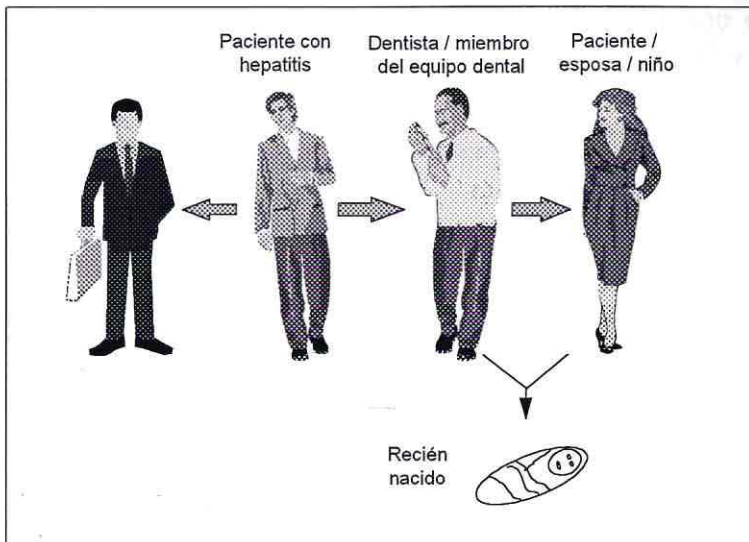 Paciente con
hepatitis
Dentista / miembro
del equipo dental
Paciente /
esposa / niño
Recién
nacido